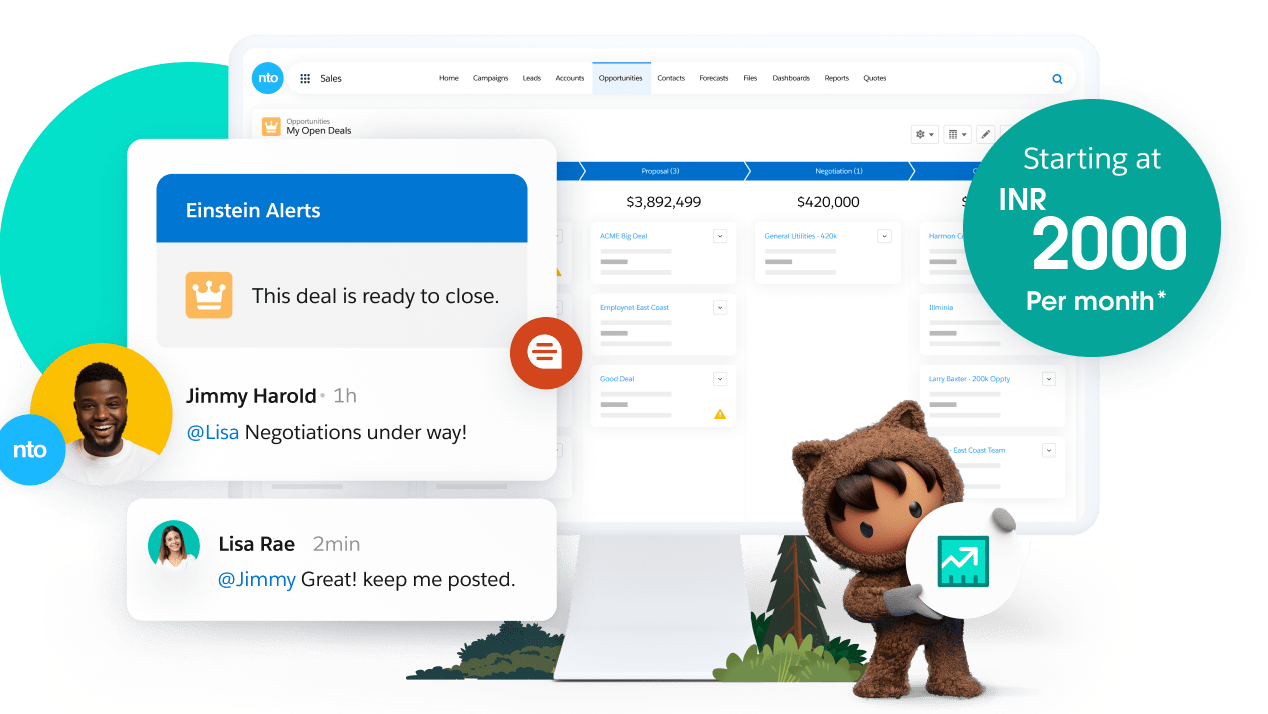 nto
Sales
Home
Campaigns
Leads
Accounts
Opportunities
Contacts
Forecasts
Files
Dashboards
Reports
Quotes
Opportunities
My Open Deals
Proposal (3)
Negotiation (1)
$3,892,499
$420,000
ACME Big Deal
General Utilities - 420k
Harmon
Employnet East Coast
Illminia
Good Deal
Larry Baxter - 200k Oppty
- East Coast Team
Starting at
INR
2000
Per month*
Einstein Alerts
This deal is ready to close.
Jimmy Harold • 1h
@Lisa Negotiations under way!
nto
Lisa Rae 2min
@Jimmy Great! keep me posted.